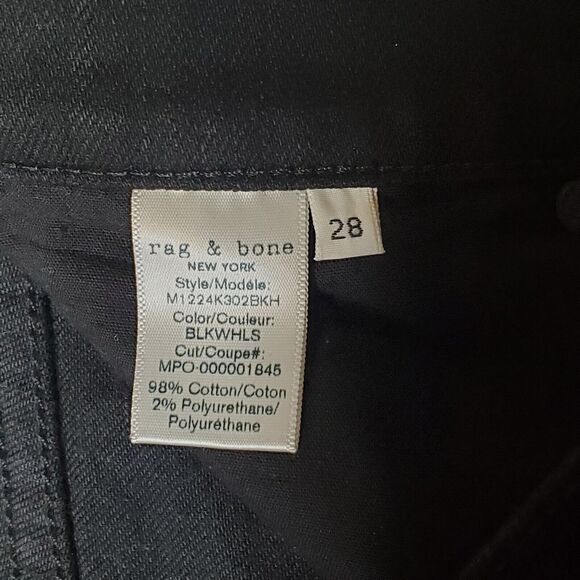 rag & bone
NEW YORK
Style/Modèle:
M1224K302BKH
Color/Couleur:
BLKWHLS
Cut/Coupe#:
MPO-000001845
98% Cotton/Coton
2% Polyurethane/
Polyuréthane
28